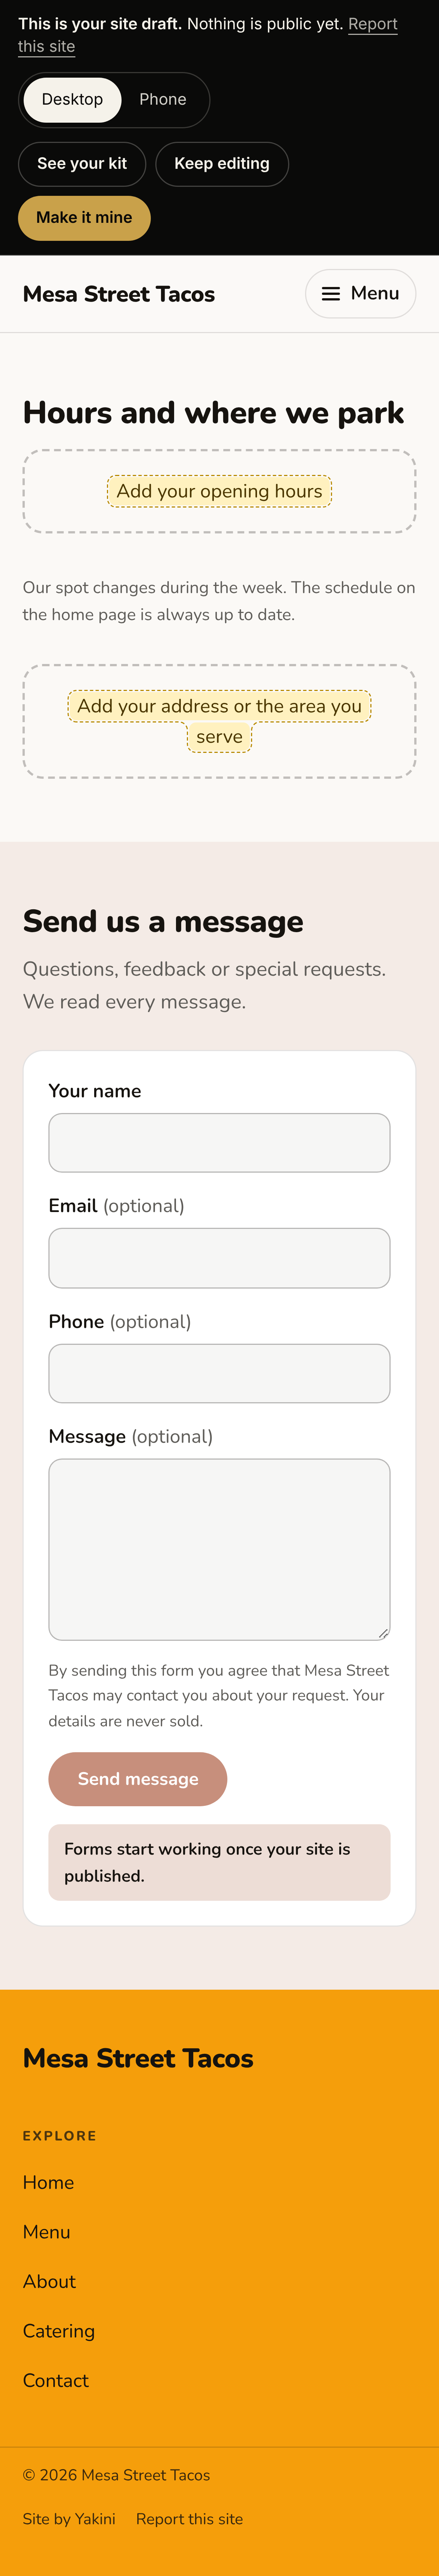 This is your site draft. Nothing is public yet. Report
this site
Desktop Phone
See your kit Keep editing
Make it mine
Mesa Street Tacos
Menu
Hours and where we park
Add your opening hours
Our spot changes during the week. The schedule on
the home page is always up to date.
Add your address or the area you
serve
Send us a message
Questions, feedback or special requests.
We read every message.
Your name
Email (optional)
Phone (optional)
Message (optional)
By sending this form you agree that Mesa Street
Tacos may contact you about your request. Your
details are never sold.
Send message
Forms start working once your site is
published.
Mesa Street Tacos
EXPLORE
Home
Menu
About
Catering
Contact
© 2026 Mesa Street Tacos
Site by Yakini Report this site